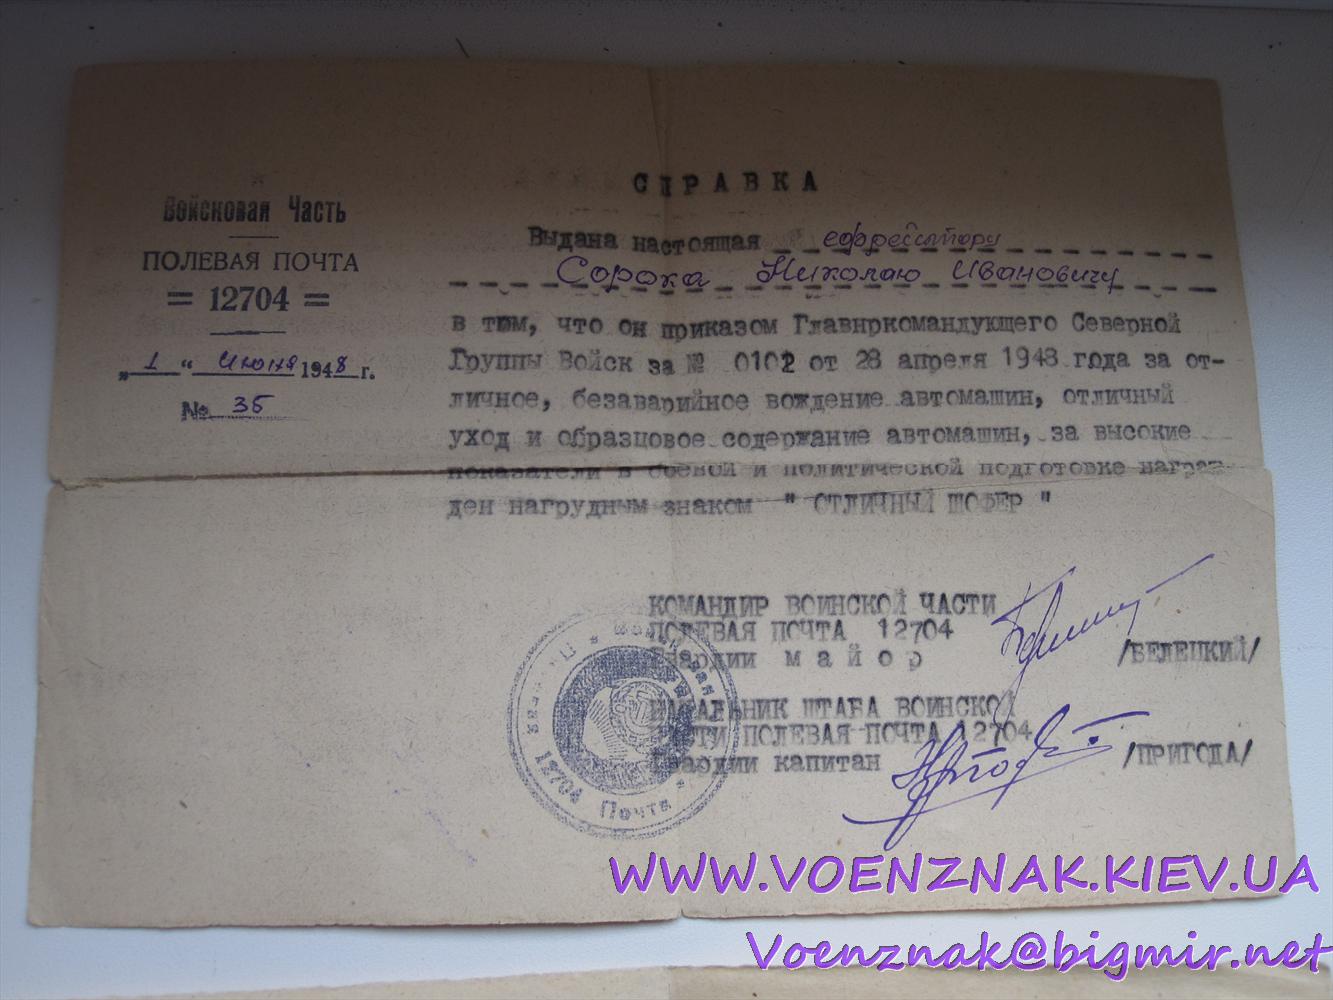 Войсковая Часть
ПОЛЕВАЯ ПОЧТА
= 12704 =
„ 1 “ Июня 1948 г.
№ 35
СПРАВКА
Выдана настоящая ефрейтору
Сорока Николаю Ивановичу
в том, что он приказом Главнркомандующего Северной
Группы Войск за № 0102 от 28 апреля 1948 года за от-
личное, безаварийное вождение автомашин, отличный
уход и образцовое содержание автомашин, за высокие
показатели в боевой и политической подготовке награж-
ден нагрудным знаком " ОТЛИЧНЫЙ ШОФЕР "
КОМАНДИР ВОИНСКОЙ ЧАСТИ
ПОЛЕВАЯ ПОЧТА 12704
Гвардии майор /БЕЛЕЦКИЙ/
НАЧАЛЬНИК ШТАБА ВОИНСКОЙ
ЧАСТИ ПОЛЕВАЯ ПОЧТА 12704
Гвардии капитан /ПРИГОДА/
12704 Почта
WWW.VOENZNAK.KIEV.UA
Voenznak@bigmir.net